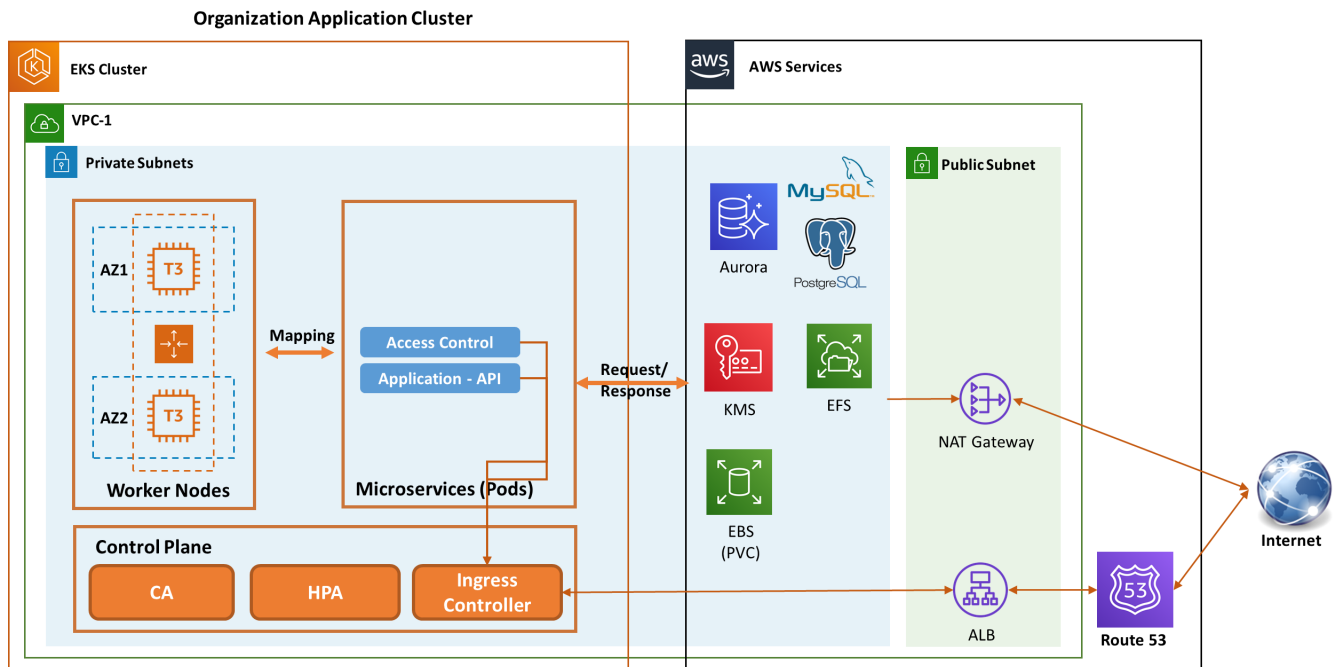 Organization Application Cluster
EKS Cluster
aws
AWS Services
VPC-1
Private Subnets
Public Subnet
MySQL
Aurora
PostgreSQL
AZ1
T3
Mapping
Access Control
Application - API
Request/
Response
KMS
EFS
NAT Gateway
AZ2
T3
Worker Nodes
Microservices (Pods)
EBS
(PVC)
Internet
Control Plane
CA
HPA
Ingress
Controller
ALB
53
Route 53
K